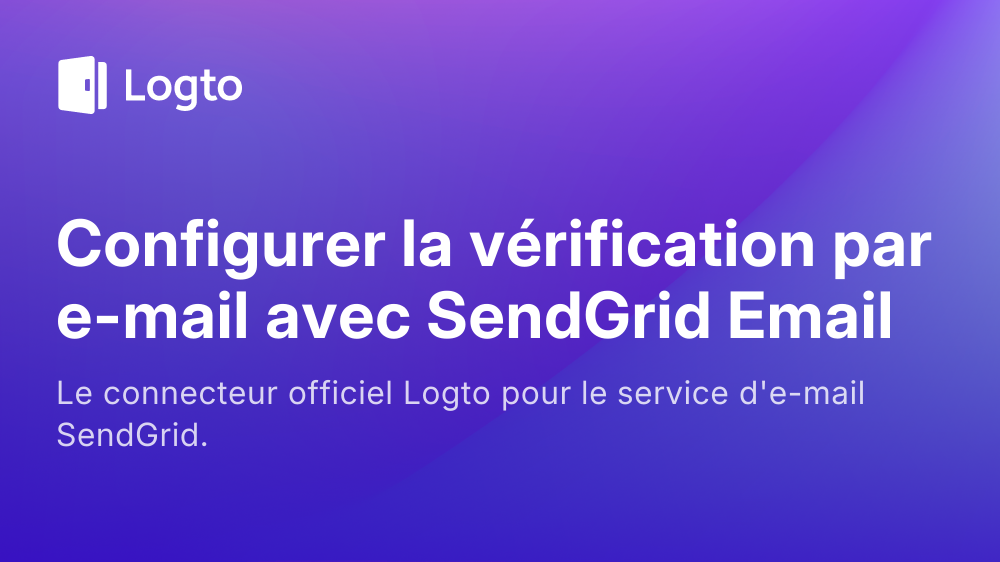 Logto
Configurer la vérification par
e-mail avec SendGrid Email
Le connecteur officiel Logto pour le service d'e-mail
SendGrid.